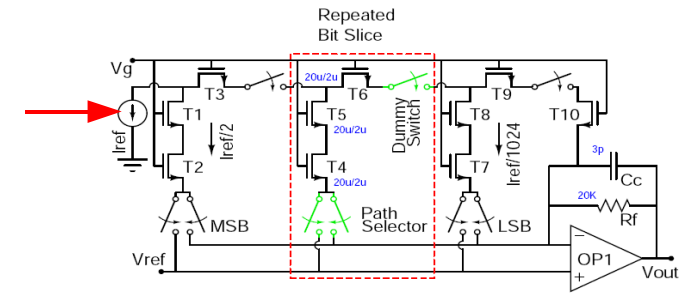 Repeated
Bit Slice
Vg
T3
20u/2u
T6
T9
T1
Iref/2
T5
20u/2u
Dummy
Switch
T8
T10
Iref
Iref/1024
T2
T4
20u/2u
T7
3p
Cc
20K
Rf
MSB
Path
Selector
LSB
−
OP1
+
Vref
Vout